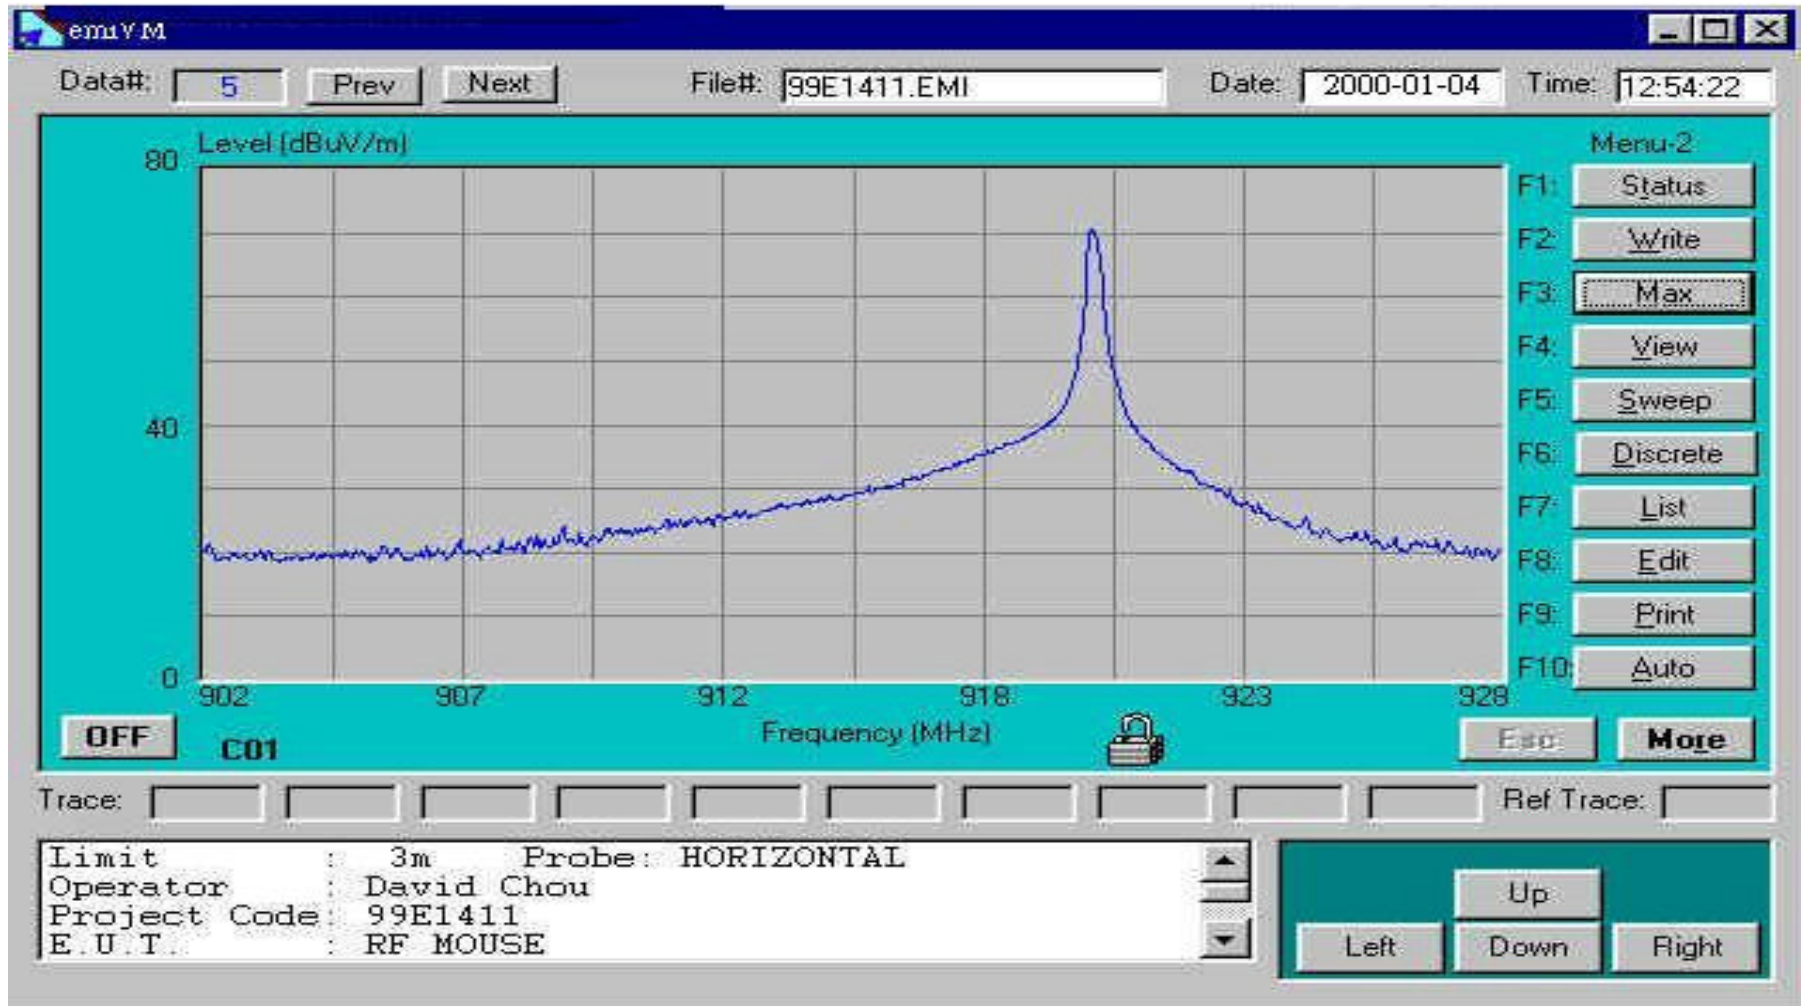 emiVM
Data#: 5 Prev Next File#: 99E1411.EMI Date: 2000-01-04 Time: 12:54:22
Level (dBuV/m) Menu-2
80
F1: Status
F2: Write
F3: Max
F4: View
40 F5: Sweep
F6: Discrete
F7: List
F8: Edit
F9: Print
0 F10: Auto
902 907 912 918 923 928
OFF C01 Frequency (MHz) Esc More
Trace: Ref Trace:
Limit : 3m Probe: HORIZONTAL
Operator : David Chou
Project Code: 99E1411
E.U.T. : RF MOUSE
Up
Left Down Right